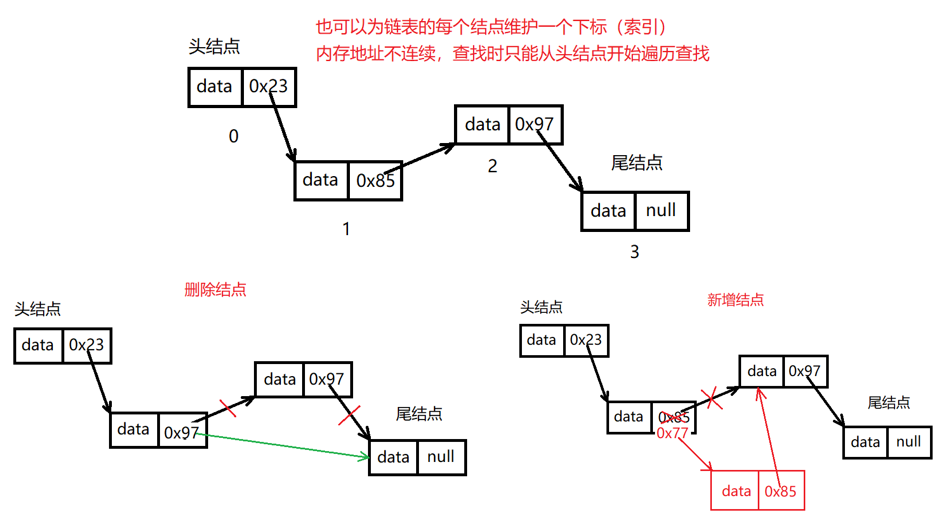 也可以为链表的每个结点维护一个下标（索引）
内存地址不连续，查找时只能从头结点开始遍历查找
头结点
data 0x23
0
data 0x85
1
data 0x97
2
尾结点
data null
3
删除结点
头结点
data 0x23
data 0x97
data 0x97
尾结点
data null
新增结点
头结点
data 0x23
data 0x85
0x77
data 0x97
尾结点
data null
data 0x85